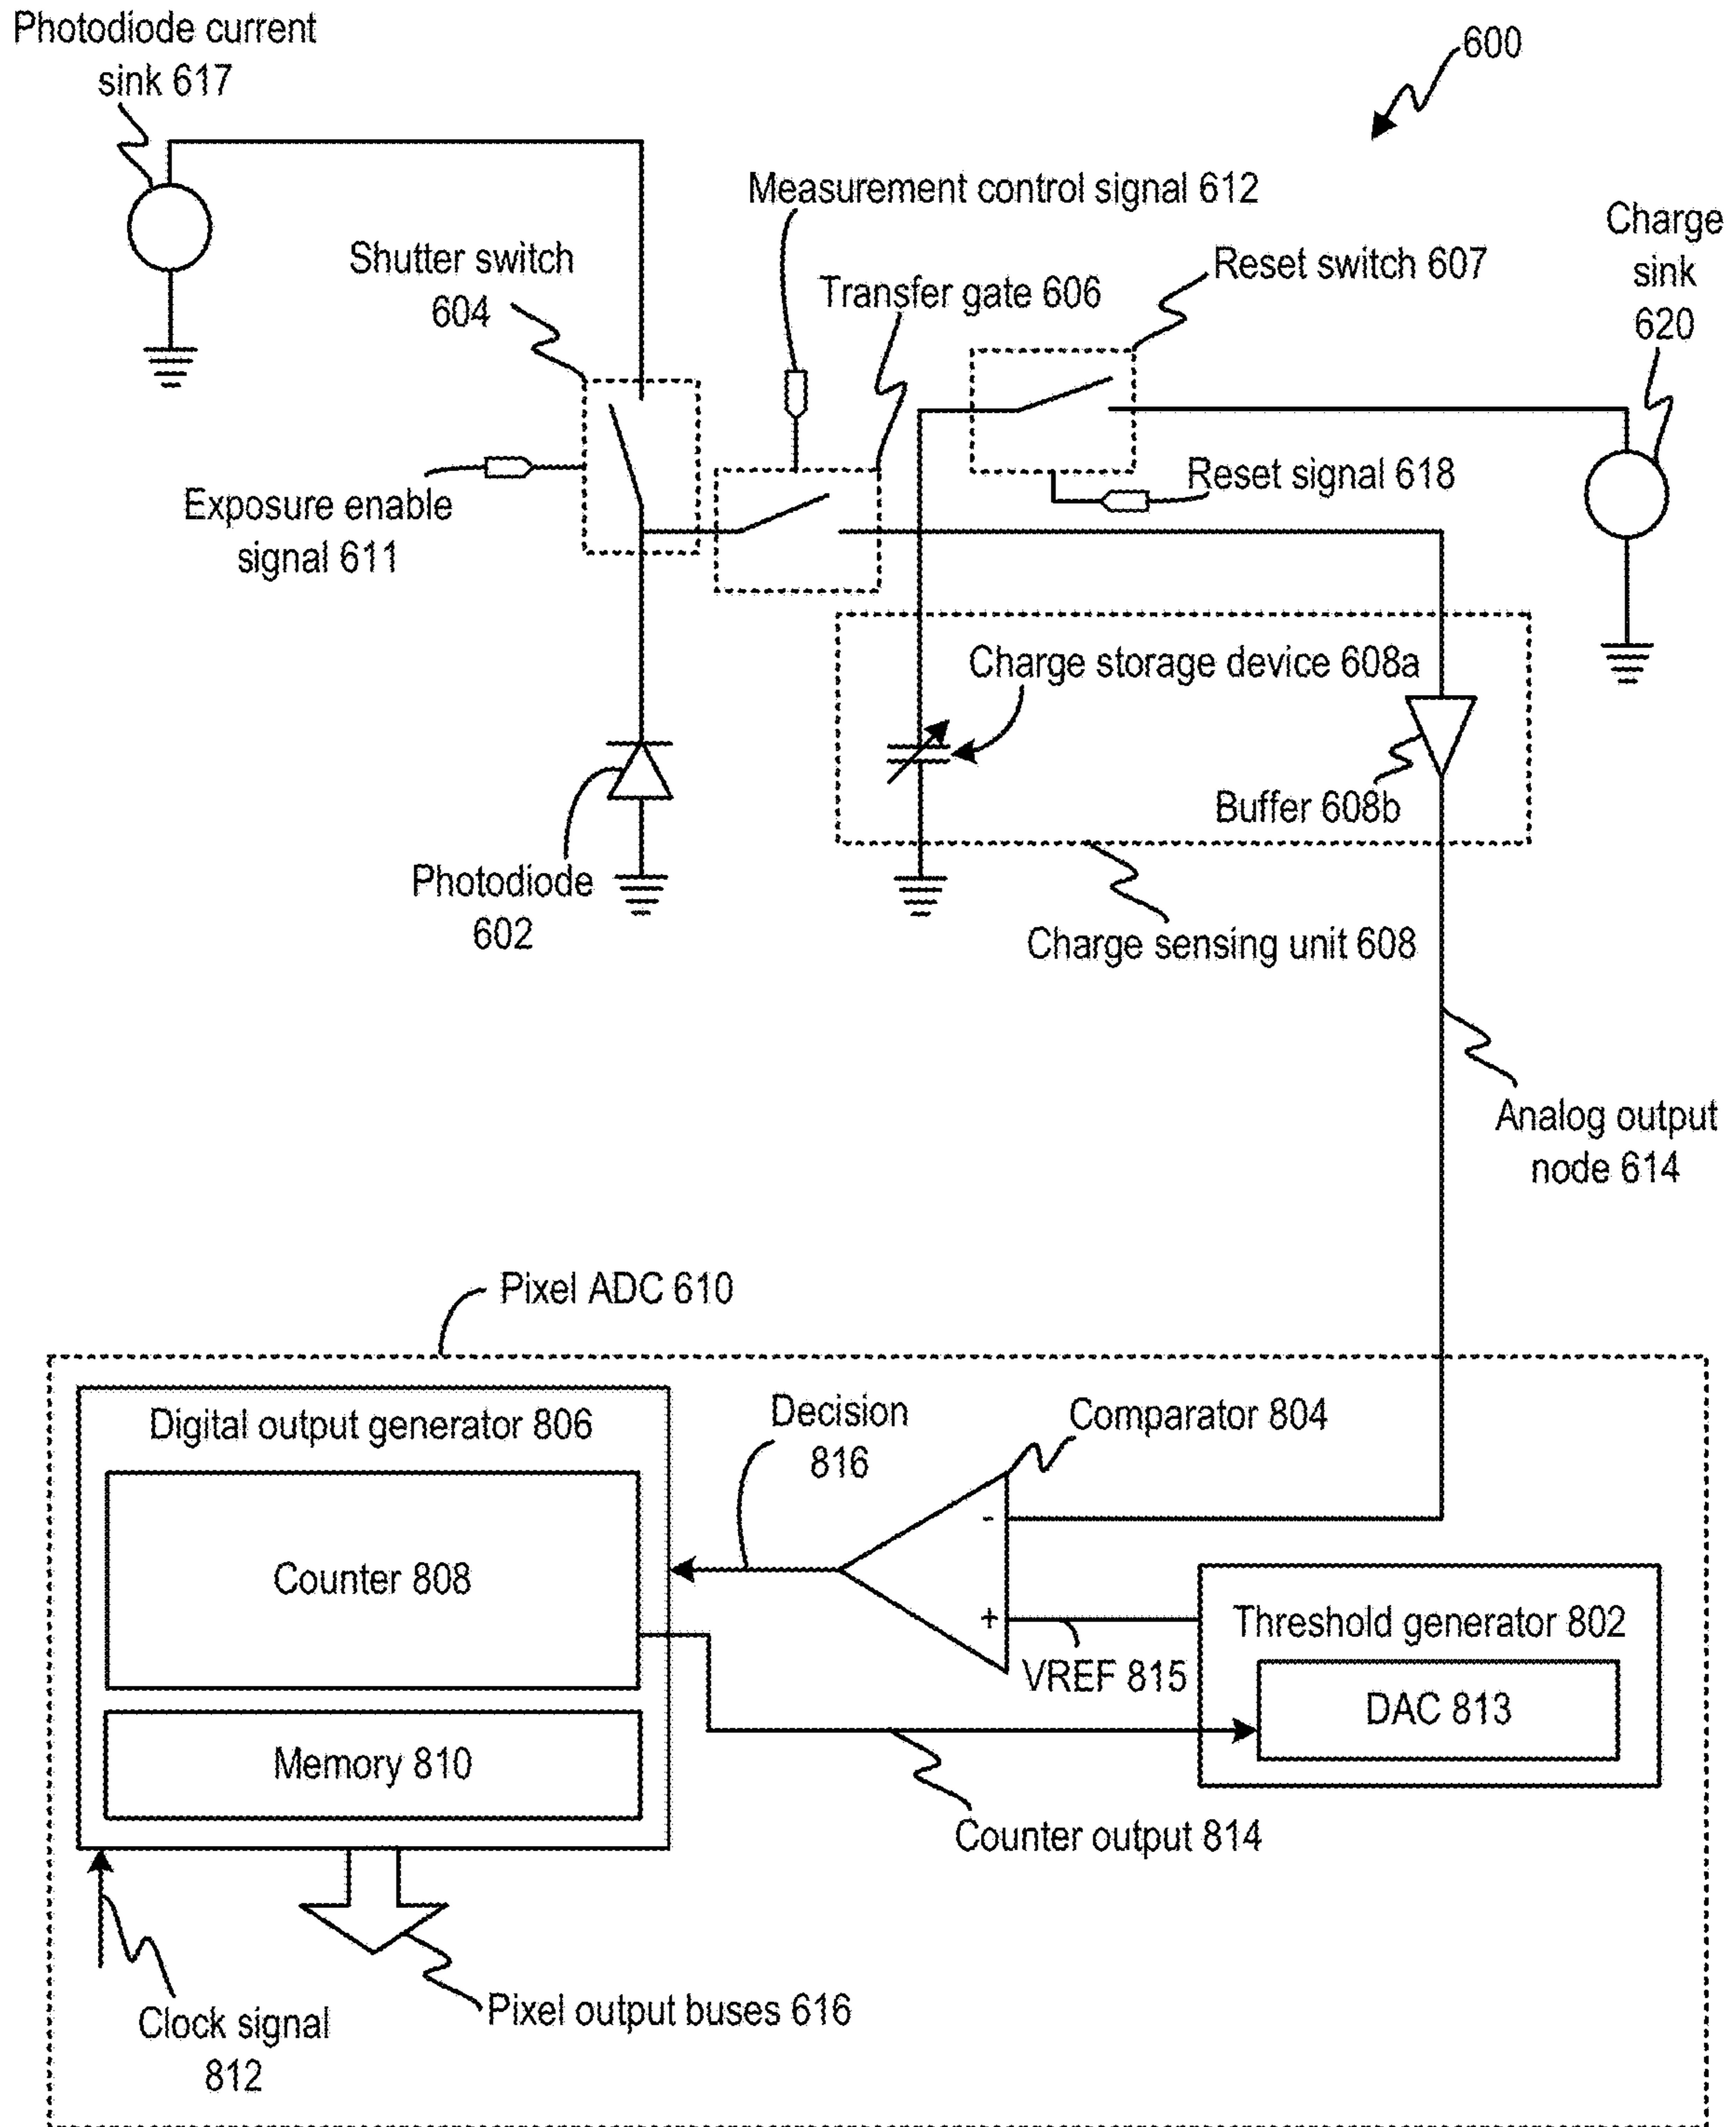 Photodiode current
sink 617
600
Measurement control signal 612
Charge
sink
620
Shutter switch
604
Transfer gate 606
Reset switch 607
Exposure enable
signal 611
Reset signal 618
Charge storage device 608a
Buffer 608b
Photodiode
602
Charge sensing unit 608
Analog output
node 614
Pixel ADC 610
Digital output generator 806
Decision
816
Comparator 804
-
Counter 808
+
VREF 815
Threshold generator 802
DAC 813
Memory 810
Counter output 814
Clock signal
812
Pixel output buses 616